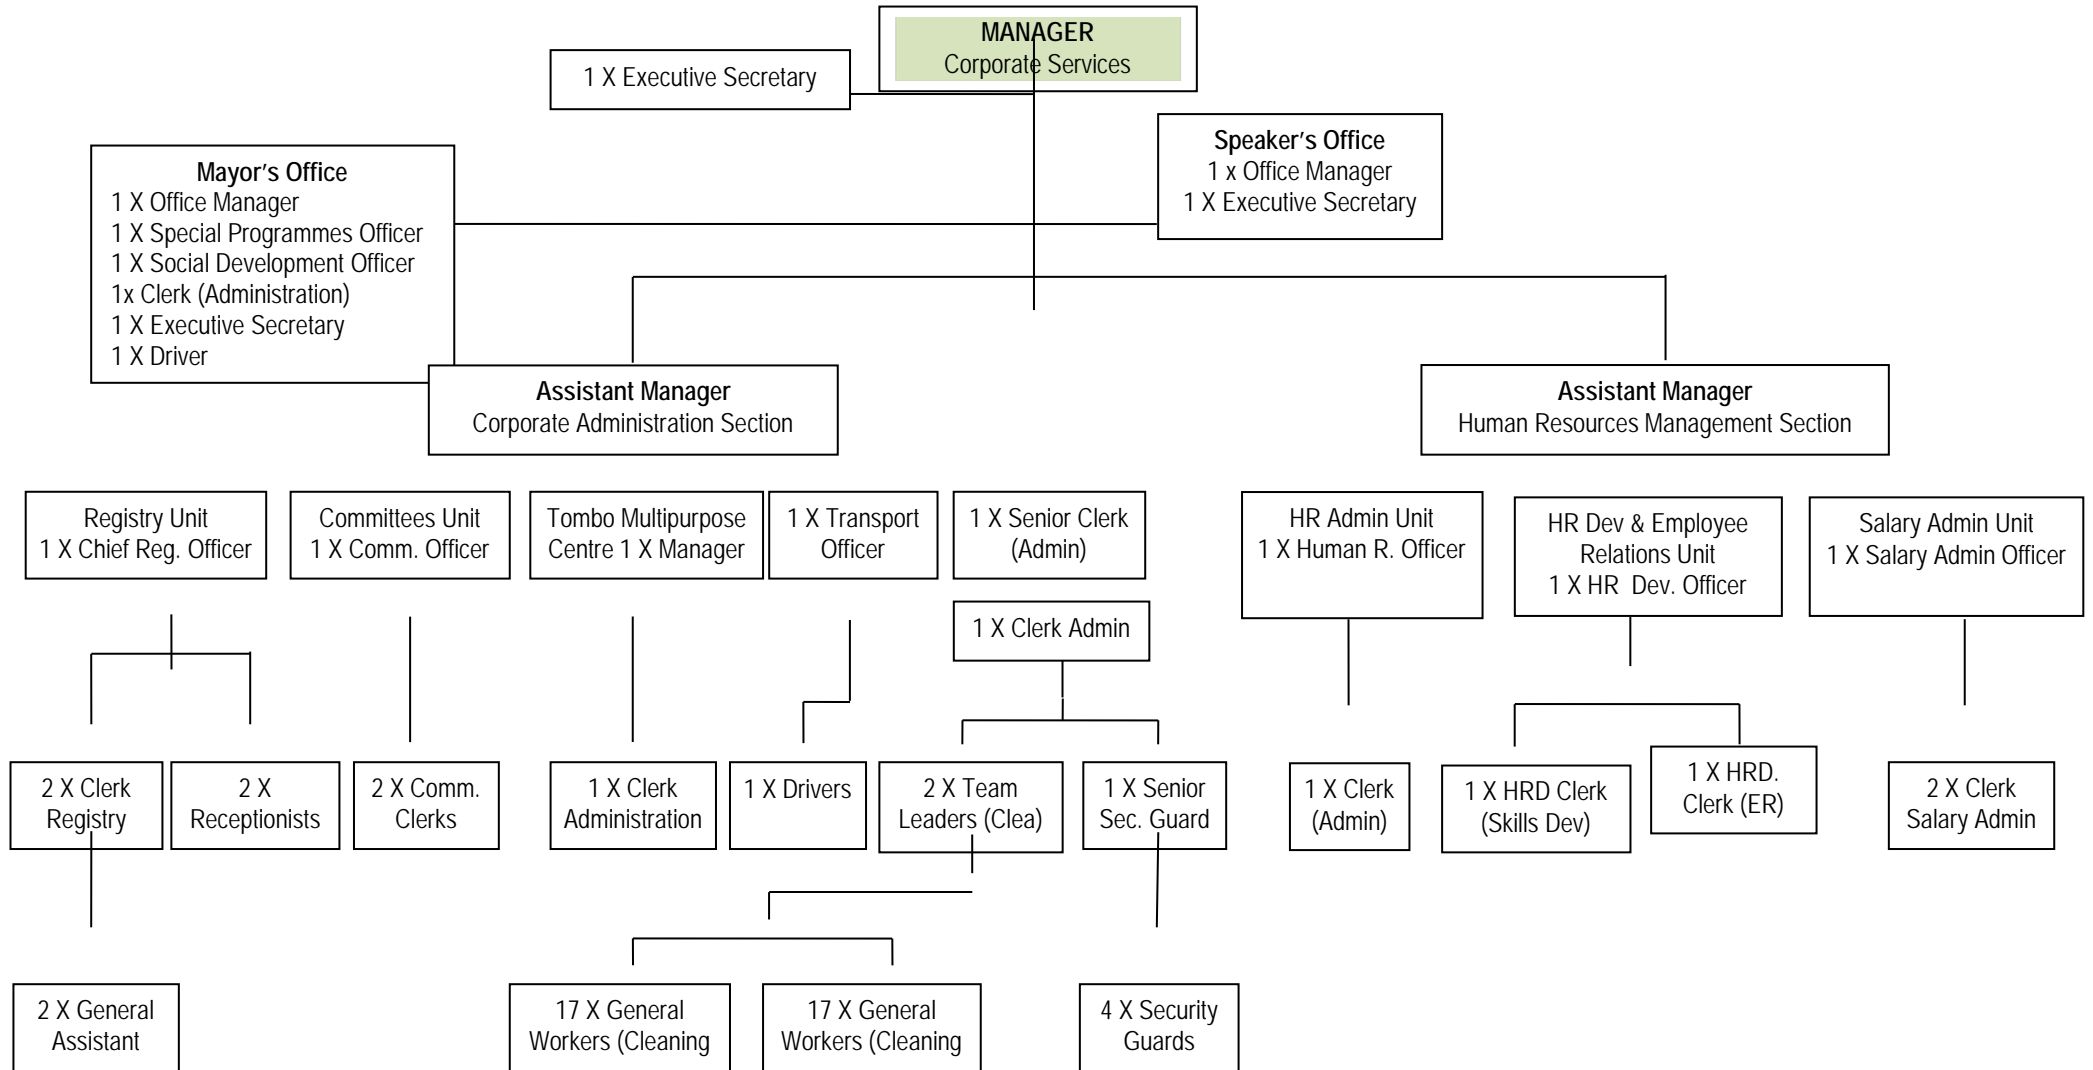 MANAGER
Corporate Services
1 X Executive Secretary
Speaker’s Office
1 x Office Manager
1 X Executive Secretary
Mayor’s Office
1 X Office Manager
1 X Special Programmes Officer
1 X Social Development Officer
1x Clerk (Administration)
1 X Executive Secretary
1 X Driver
Assistant Manager
Corporate Administration Section
Assistant Manager
Human Resources Management Section
Registry Unit
1 X Chief Reg. Officer
Committees Unit
1 X Comm. Officer
Tombo Multipurpose
Centre 1 X Manager
1 X Transport
Officer
1 X Senior Clerk
(Admin)
HR Admin Unit
1 X Human R. Officer
HR Dev & Employee
Relations Unit
1 X HR  Dev. Officer
Salary Admin Unit
1 X Salary Admin Officer
1 X Clerk Admin
2 X Clerk
Registry
2 X
Receptionists
2 X Comm.
Clerks
1 X Clerk
Administration
1 X Drivers
2 X Team
Leaders (Clea)
1 X Senior
Sec. Guard
1 X Clerk
(Admin)
1 X HRD Clerk
(Skills Dev)
1 X HRD.
Clerk (ER)
2 X Clerk
Salary Admin
2 X General
Assistant
17 X General
Workers (Cleaning
17 X General
Workers (Cleaning
4 X Security
Guards